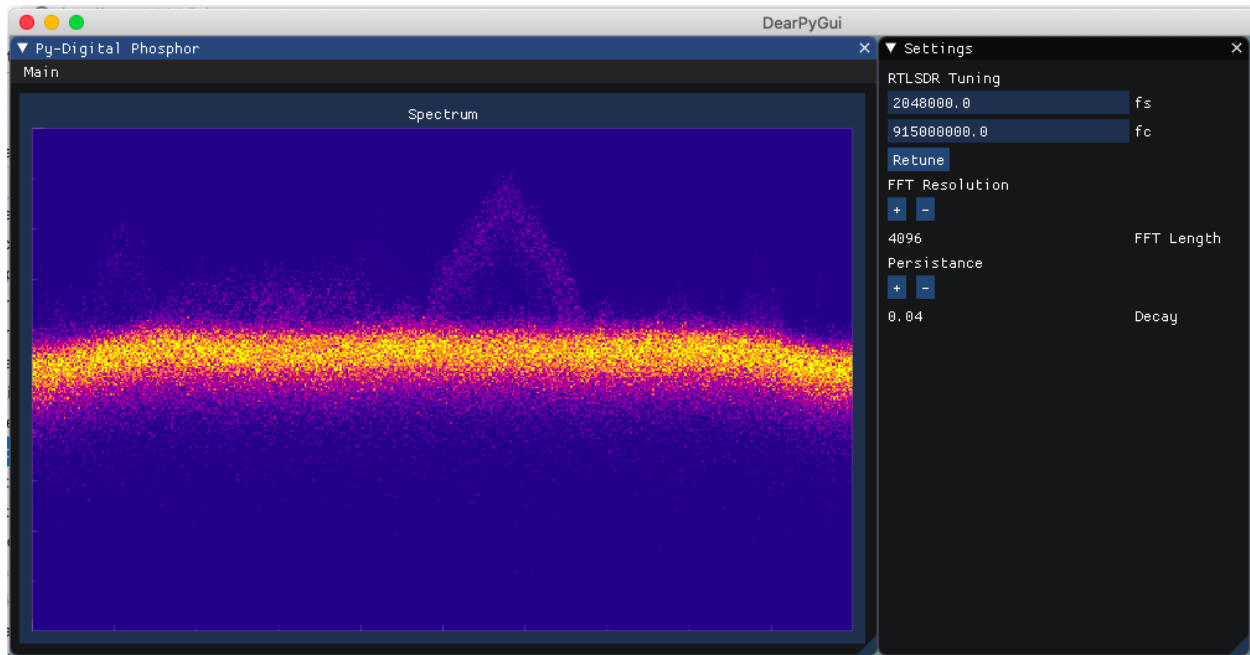 DearPyGui
Py-Digital Phosphor
Main
Spectrum
Settings
RTLSDR Tuning
2048000.0 fs
915000000.0 fc
Retune
FFT Resolution
+ -
4096 FFT Length
Persistance
+ -
0.04 Decay